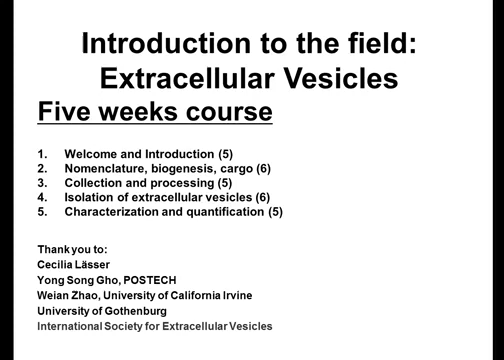 Introduction to the field:
Extracellular Vesicles
Five weeks course
1. Welcome and Introduction (5)
2. Nomenclature, biogenesis, cargo (6)
3. Collection and processing (5)
4. Isolation of extracellular vesicles (6)
5. Characterization and quantification (5)
Thank you to:
Cecilia Lässer
Yong Song Gho, POSTECH
Weian Zhao, University of California Irvine
University of Gothenburg
International Society for Extracellular Vesicles